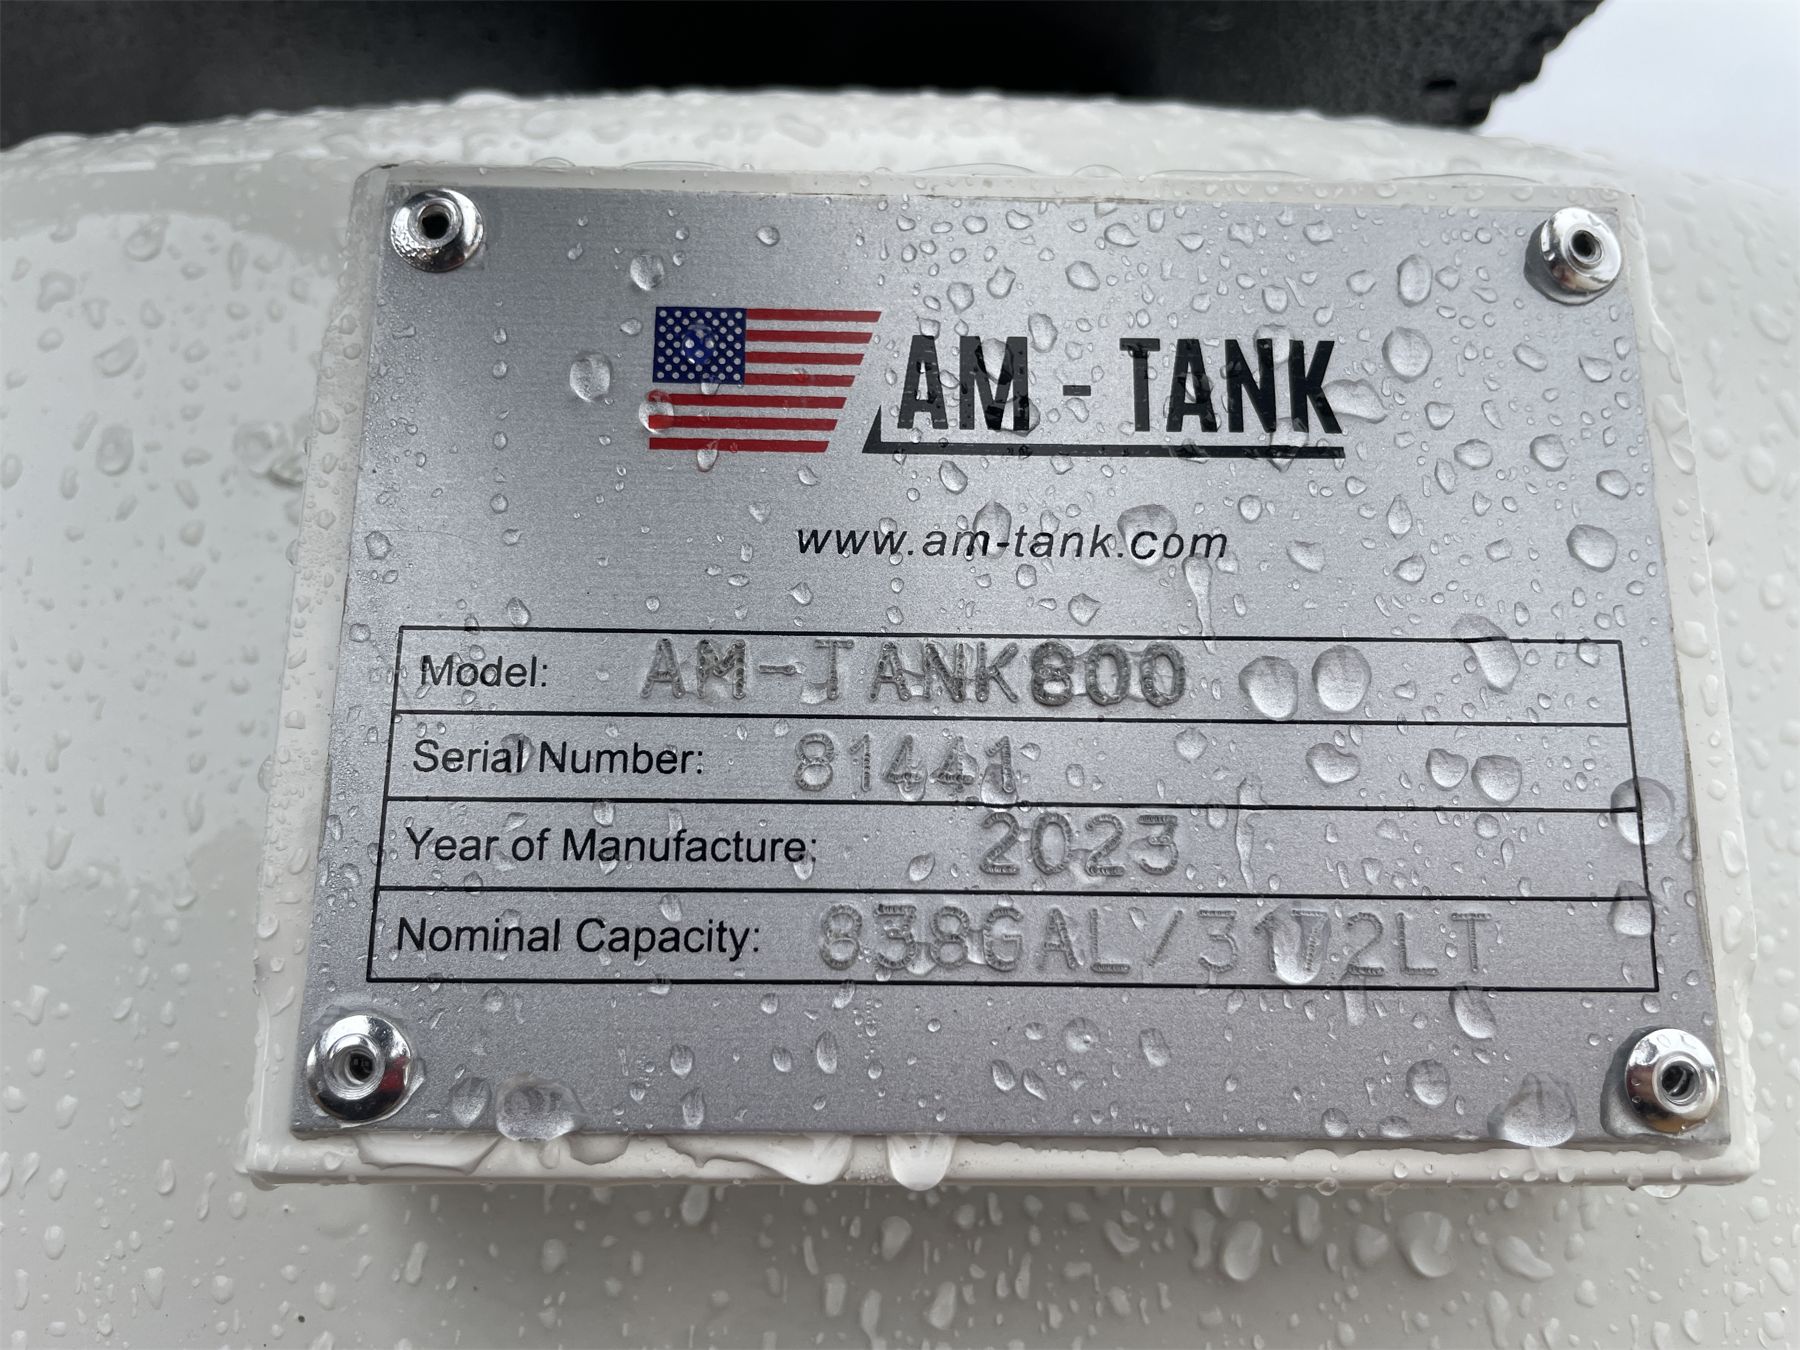 AM - TANK
www.am-tank.com
Model: AM-TANK800
Serial Number: 81441
Year of Manufacture: 2023
Nominal Capacity: 838GAL/3172LT